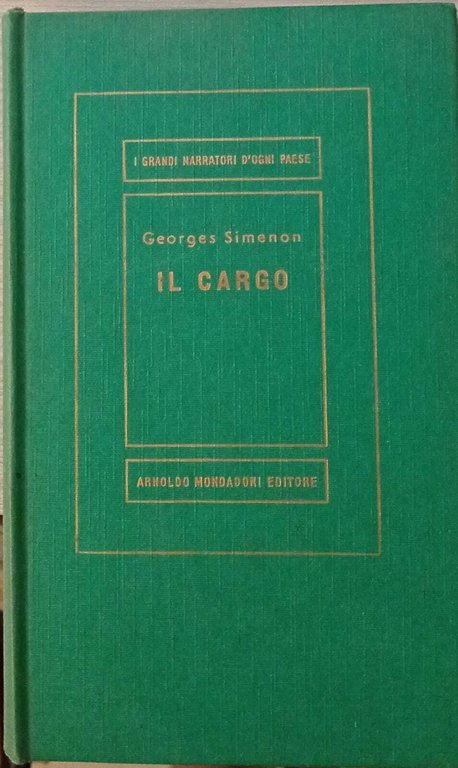 I GRANDI NARRATORI D'OGNI PAESE
Georges Simenon
IL CARGO
ARNOLDO MONDADORI EDITORE